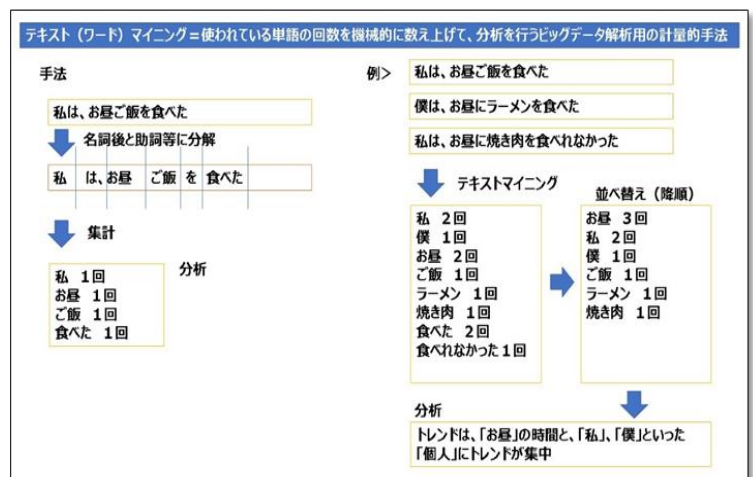 テキスト（ワード）マイニング＝使われている単語の回数を機械的に数え上げて、分析を行うビッグデータ解析用の計量的手法
手法
私は、お昼ご飯を食べた
名詞後と助詞等に分解
私 は、お昼 ご飯 を 食べた
集計
私 1回
お昼 1回
ご飯 1回
食べた 1回
分析
例＞
私は、お昼ご飯を食べた
僕は、お昼にラーメンを食べた
私は、お昼に焼き肉を食べれなかった
テキストマイニング
私 2回
僕 1回
お昼 2回
ご飯 1回
ラーメン 1回
焼き肉 1回
食べた 2回
食べれなかった1回
並べ替え（降順）
お昼 3回
私 2回
僕 1回
ご飯 1回
ラーメン 1回
焼き肉 1回
分析
トレンドは、「お昼」の時間と、「私」、「僕」といった
「個人」にトレンドが集中